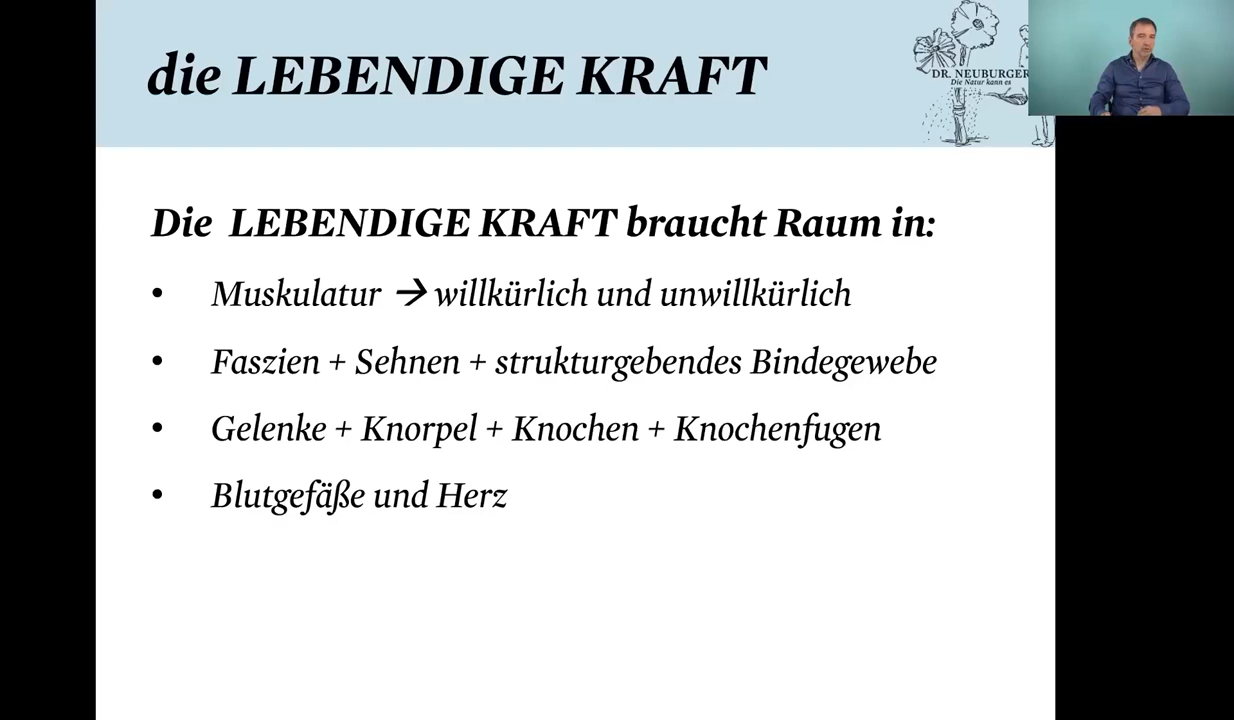 die LEBENDIGE KRAFT
DR. NEUBURGER
Die Natur kann es
Die LEBENDIGE KRAFT braucht Raum in:
• Muskulatur → willkürlich und unwillkürlich
• Faszien + Sehnen + strukturgebendes Bindegewebe
• Gelenke + Knorpel + Knochen + Knochenfugen
• Blutgefäße und Herz